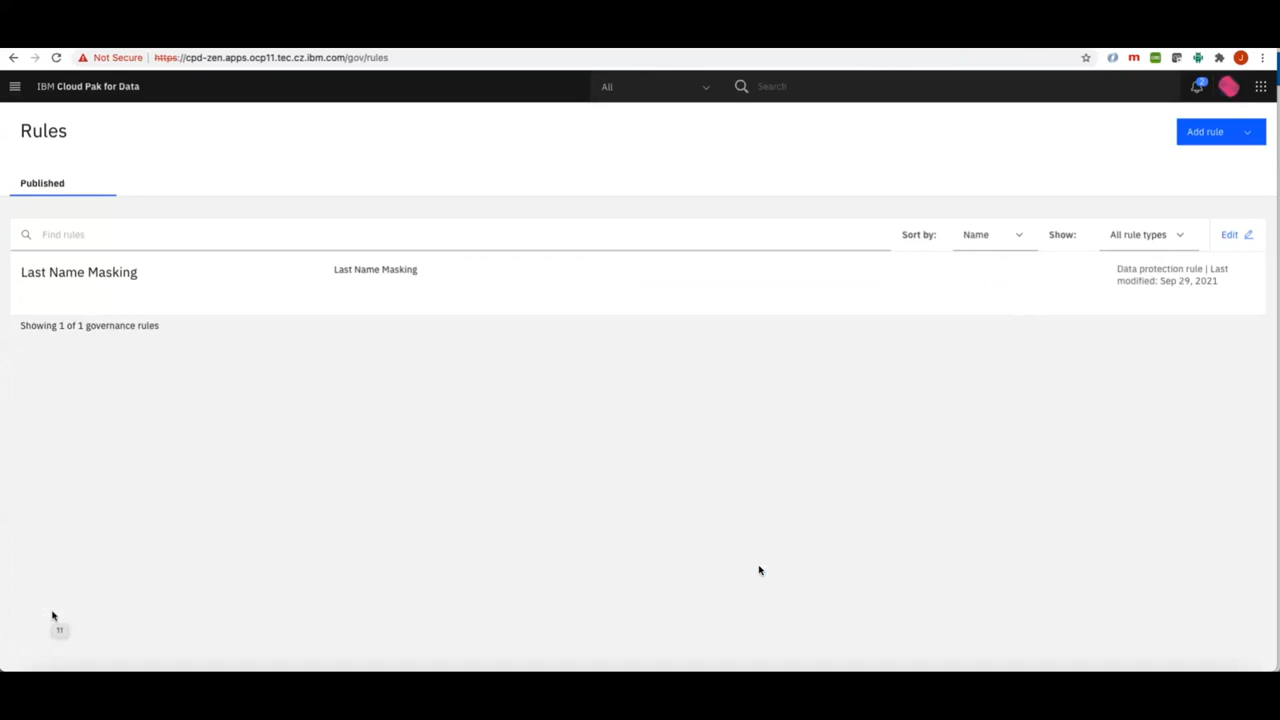 Not Secure | https://cpd-zen.apps.ocp11.tec.cz.ibm.com/gov/rules
J
IBM Cloud Pak for Data
All
Search
2
Rules
Add rule
Published
Find rules
Sort by:
Name
Show:
All rule types
Edit
Last Name Masking
Last Name Masking
Data protection rule | Last
modified: Sep 29, 2021
Showing 1 of 1 governance rules
11